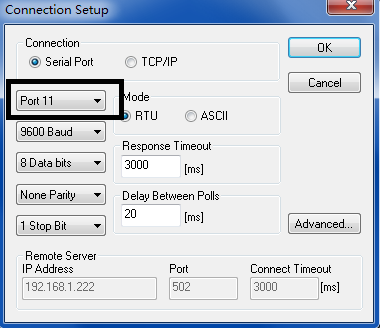 Connection Setup
Connection
Serial Port
TCP/IP
OK
Cancel
Port 11
Mode
RTU
ASCII
9600 Baud
8 Data bits
Response Timeout
3000
[ms]
None Parity
Delay Between Polls
20
[ms]
1 Stop Bit
Advanced...
Remote Server
IP Address
Port
Connect Timeout
192.168.1.222
502
3000
[ms]